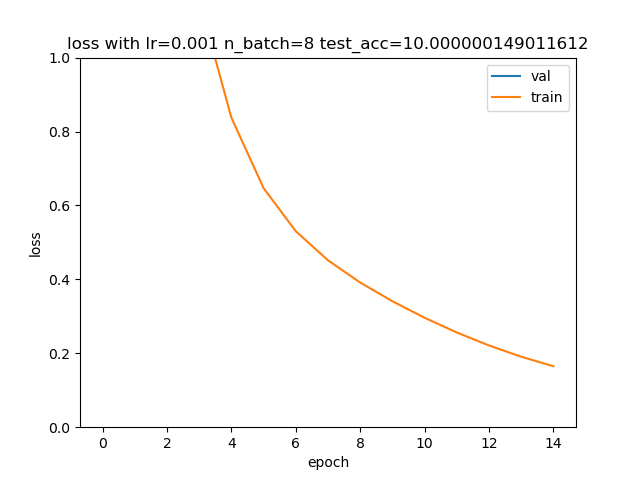 loss with lr=0.001 n_batch=8 test_acc=10.000000149011612
1.0
0.8
0.6
0.4
0.2
0.0
loss
val
train
0 2 4 6 8 10 12 14
epoch